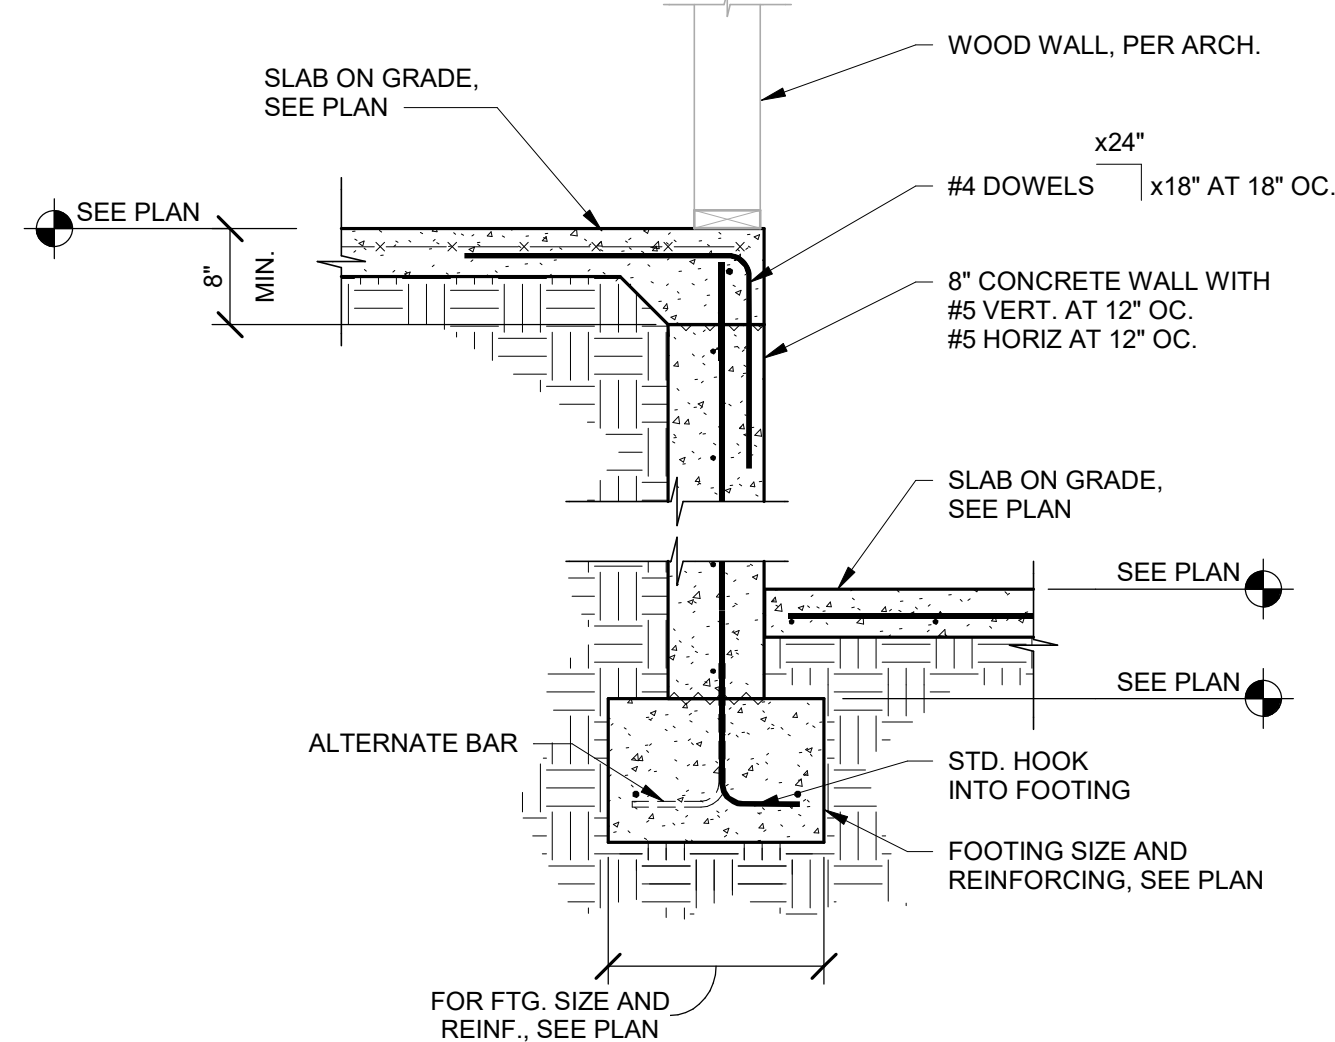 WOOD WALL, PER ARCH.
SLAB ON GRADE,
SEE PLAN
x24"
#4 DOWELS x18" AT 18" OC.
SEE PLAN
8"
MIN.
8" CONCRETE WALL WITH
#5 VERT. AT 12" OC.
#5 HORIZ AT 12" OC.
SLAB ON GRADE,
SEE PLAN
SEE PLAN
SEE PLAN
ALTERNATE BAR
STD. HOOK
INTO FOOTING
FOOTING SIZE AND
REINFORCING, SEE PLAN
FOR FTG. SIZE AND
REINF., SEE PLAN